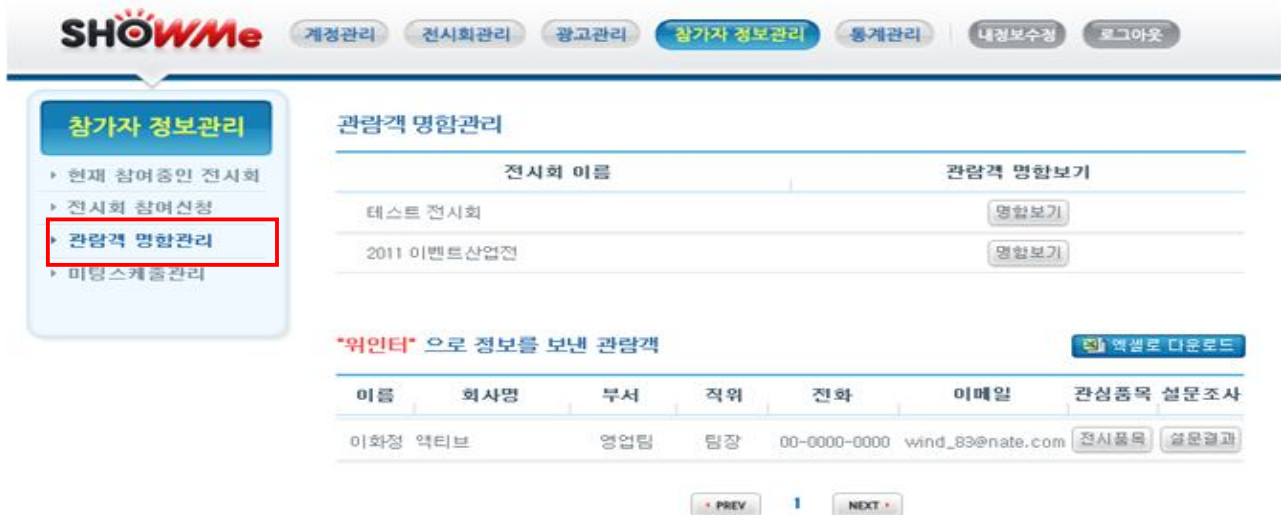 SHOWMe 계정관리 전시회관리 광고관리 참가자 정보관리 통계관리 내정보수정 로그아웃
참가자 정보관리
현재 참여중인 전시회
전시회 참여신청
관람객 명함관리
미팅스케줄관리
관람객 명함관리
전시회 이름 관람객 명함보기
테스트 전시회 명함보기
2011 이벤트산업전 명함보기
"위인터" 으로 정보를 보낸 관람객 엑셀로 다운로드
이름 회사명 부서 직위 전화 이메일 관심품목 설문조사
이화정 액티브 영업팀 팀장 00-0000-0000 wind_83@nate.com 전시품목 설문결과
PREV 1 NEXT